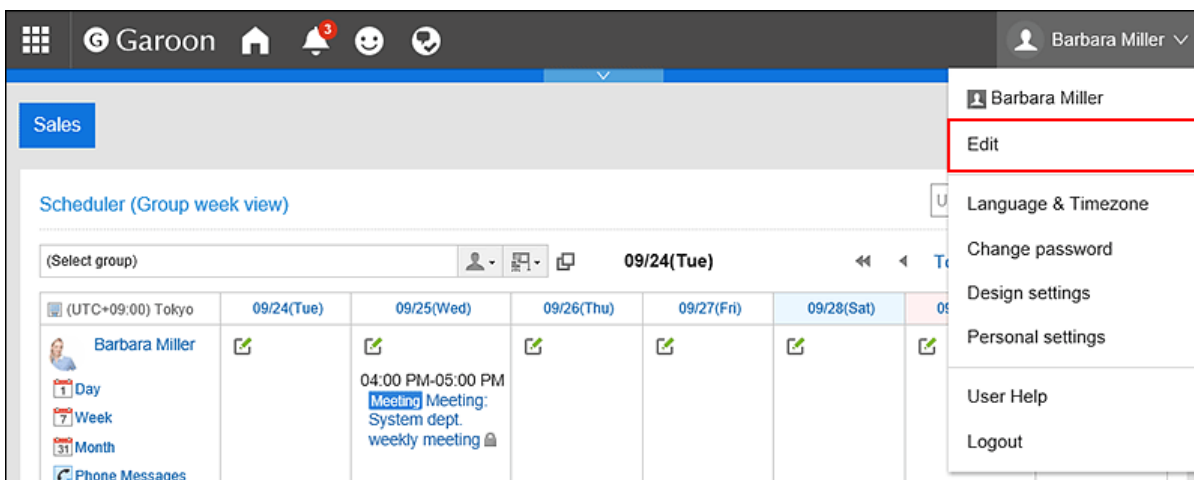 G Garoon 3 Barbara Miller
Barbara Miller
Sales
Edit
Scheduler (Group week view)
U
Language & Timezone
(Select group)
09/24(Tue)
Change password
Design settings
Personal settings
(UTC+09:00) Tokyo 09/24(Tue) 09/25(Wed) 09/26(Thu) 09/27(Fri) 09/28(Sat)
Barbara Miller
04:00 PM-05:00 PM
Meeting Meeting:
System dept.
weekly meeting
1 Day
7 Week
31 Month
Phone Messages
User Help
Logout